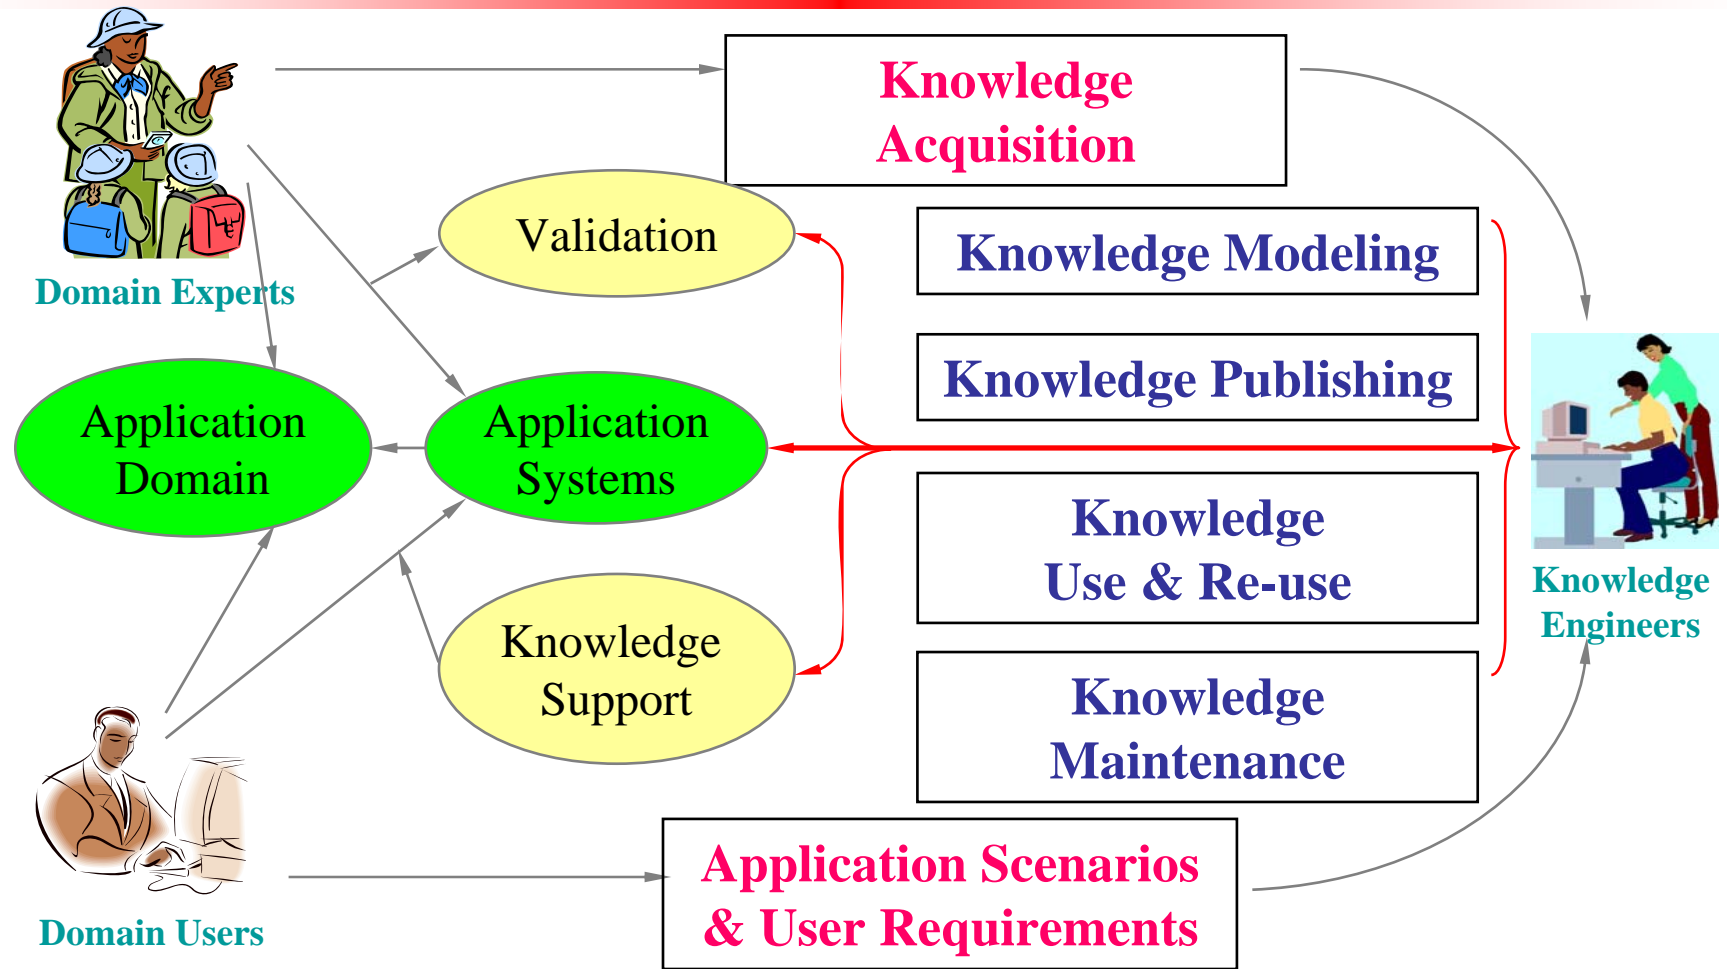 Knowledge
Acquisition
Validation
Knowledge Modeling
Domain Experts
Knowledge Publishing
Application
Domain
Application
Systems
Knowledge
Use & Re-use
Knowledge
Engineers
Knowledge
Support
Knowledge
Maintenance
Application Scenarios
& User Requirements
Domain Users